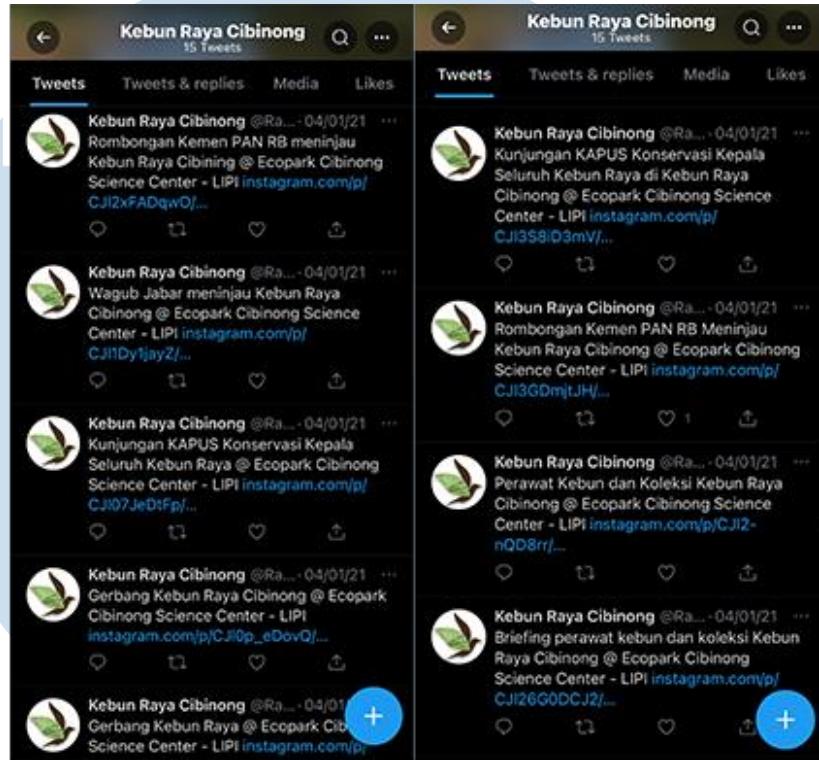 Kebun Raya Cibinong
15 Tweets
Tweets Tweets & replies Media Likes
Kebun Raya Cibinong @Ra... · 04/01/21
Rombongan Kemen PAN RB meninjau
Kebun Raya Cibining @ Ecopark Cibinong
Science Center - LIPI instagram.com/p/
CJI2xFADqwO/...
Kebun Raya Cibinong @Ra... · 04/01/21
Wagub Jabar meninjau Kebun Raya
Cibinong @ Ecopark Cibinong Science
Center - LIPI instagram.com/p/
CJI1Dy1jayZ/...
Kebun Raya Cibinong @Ra... · 04/01/21
Kunjungan KAPUS Konservasi Kepala
Seluruh Kebun Raya @ Ecopark Cibinong
Science Center - LIPI instagram.com/p/
CJI07JeDtFp/...
Kebun Raya Cibinong @Ra... · 04/01/21
Gerbang Kebun Raya Cibinong @ Ecopark
Cibinong Science Center - LIPI
instagram.com/p/CJI0p_eDovQ/...
Kebun Raya Cibinong @Ra... · 04/01
Gerbang Kebun Raya @ Ecopark Cib
Science Center - LIPI instagram.com/p/
Kebun Raya Cibinong
15 Tweets
Tweets Tweets & replies Media Likes
Kebun Raya Cibinong @Ra... · 04/01/21
Kunjungan KAPUS Konservasi Kepala
Seluruh Kebun Raya di Kebun Raya
Cibinong @ Ecopark Cibinong Science
Center - LIPI instagram.com/p/
CJI3S8iD3mV/...
Kebun Raya Cibinong @Ra... · 04/01/21
Rombongan Kemen PAN RB Meninjau
Kebun Raya Cibinong @ Ecopark Cibinong
Science Center - LIPI instagram.com/p/
CJI3GDmjtJH/...
1
Kebun Raya Cibinong @Ra... · 04/01/21
Perawat Kebun dan Koleksi Kebun Raya
Cibinong @ Ecopark Cibinong Science
Center - LIPI instagram.com/p/CJI2-
nQD8rr/...
Kebun Raya Cibinong @Ra... · 04/01/21
Briefing perawat kebun dan koleksi Kebun
Raya Cibinong @ Ecopark Cibinong
Science Center - LIPI instagram.com/p/
CJI26G0DCJ2/...